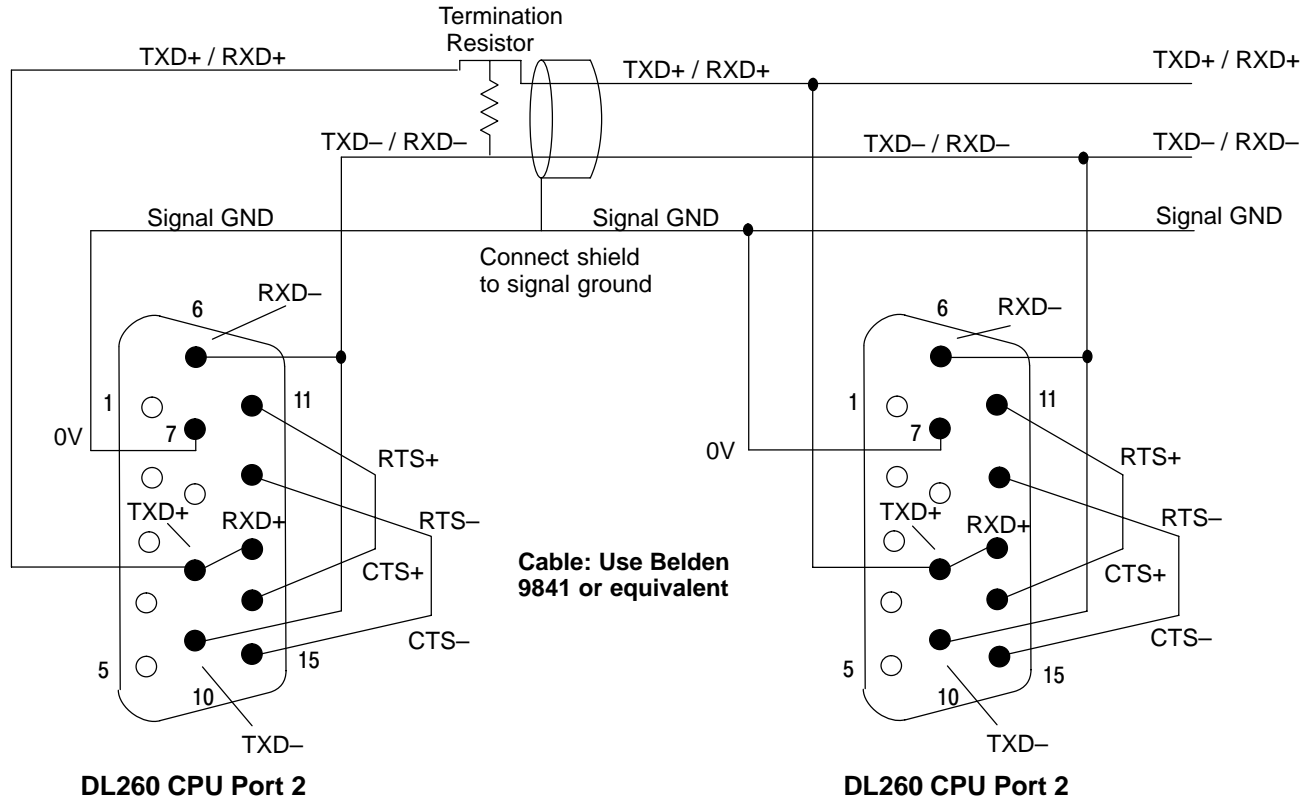 Termination
Resistor
TXD+ / RXD+
TXD+ / RXD+
TXD+ / RXD+
TXD– / RXD–
TXD– / RXD–
TXD– / RXD–
Signal GND
Signal GND
Signal GND
Connect shield
to signal ground
6
RXD–
1
11
7
0V
RTS+
TXD+
RXD+
RTS–
CTS+
CTS–
5
15
10
TXD–
DL260 CPU Port 2
Cable: Use Belden
9841 or equivalent
6
RXD–
1
11
7
0V
RTS+
TXD+
RXD+
RTS–
CTS+
CTS–
5
15
10
TXD–
DL260 CPU Port 2